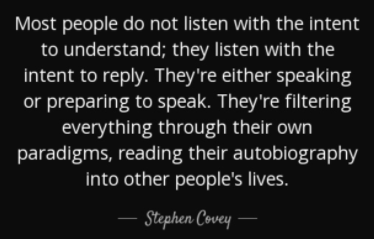 Most people do not listen with the intent
to understand; they listen with the
intent to reply. They're either speaking
or preparing to speak. They're filtering
everything through their own
paradigms, reading their autobiography
into other people's lives.
Stephen Covey